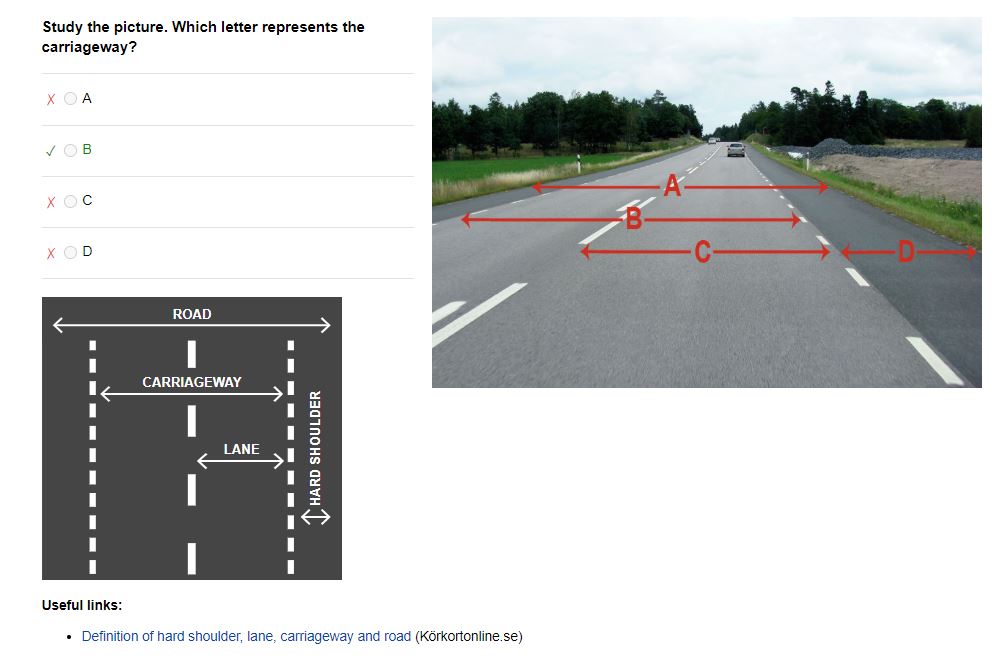 Study the picture. Which letter represents the
carriageway?
✗ A
✓ B
✗ C
✗ D
A
B
C
D
ROAD
CARRIAGEWAY
LANE
HARD SHOULDER
Useful links:
• Definition of hard shoulder, lane, carriageway and road (Körkortonline.se)